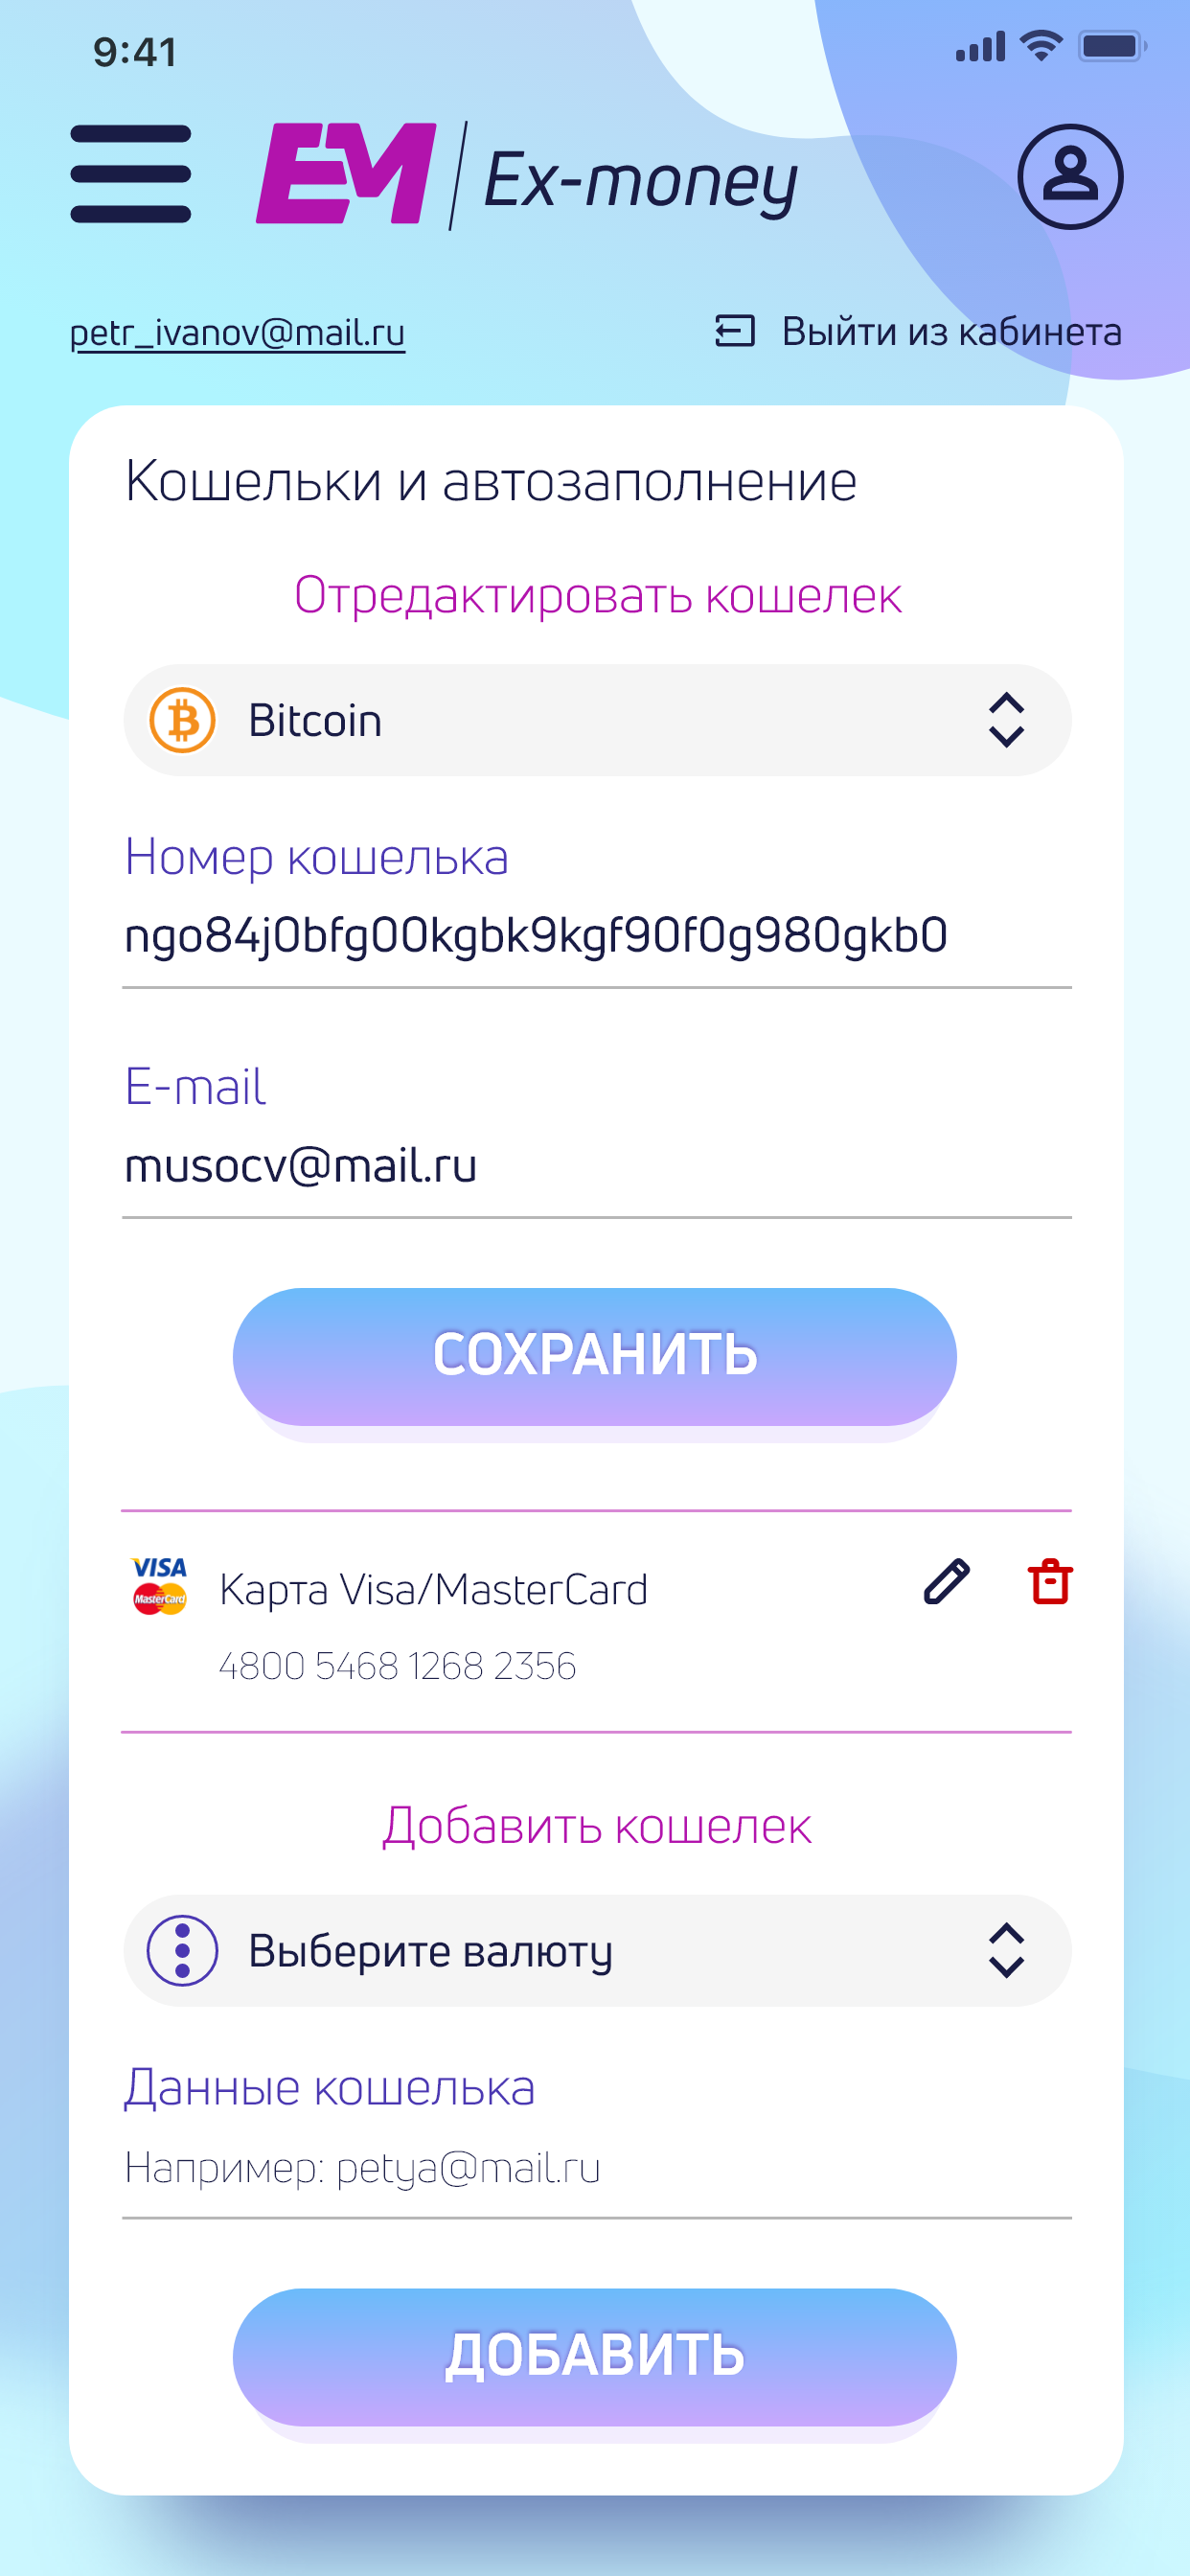 9:41
EM Ex-money
petr_ivanov@mail.ru
Выйти из кабинета
Кошельки и автозаполнение
Отредактировать кошелек
Bitcoin
Номер кошелька
ngo84j0bfg00kgbk9kgf90f0g980gkb0
E-mail
musocv@mail.ru
СОХРАНИТЬ
VISA
MasterCard
Карта Visa/MasterCard
4800 5468 1268 2356
Добавить кошелек
Выберите валюту
Данные кошелька
Например: petya@mail.ru
ДОБАВИТЬ